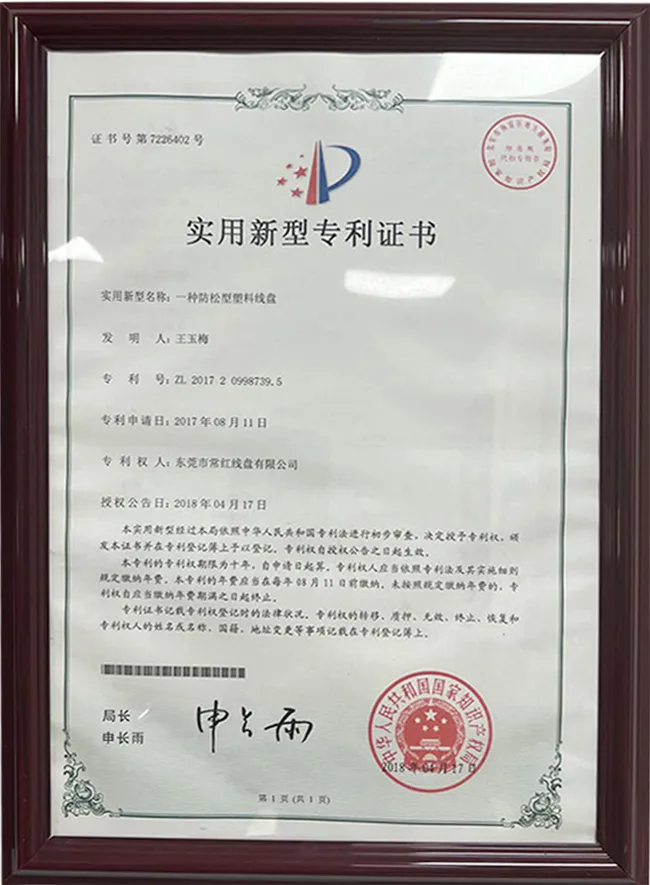 证书号第7226402号
实用新型专利证书
实用新型名称：一种防松型塑料线盘
发明人：王玉梅
专利号：ZL 2017 2 0998739.5
专利申请日：2017年08月11日
专利权人：东莞市常红线盘有限公司
授权公告日：2018年04月17日
本实用新型经过本局依照中华人民共和国专利法进行初步审查，决定授予专利权，颁
发本证书并在专利登记簿上予以登记。专利权自授权公告之日起生效。
本专利的专利权期限为十年，自申请日起算。专利权人应当依照专利法及其实施细则
规定缴纳年费。本专利的年费应当在每年08月11日前缴纳。未按照规定缴纳年费的，专
利权自应当缴纳年费期满之日起终止。
专利证书记载专利权登记时的法律状况。专利权的转移、质押、无效、终止、恢复和
专利权人的姓名或名称、国籍、地址变更等事项记载在专利登记簿上。
局长
申长雨
申长雨
中华人民共和国国家知识产权局
2018年04月17日
第1页(共1页)